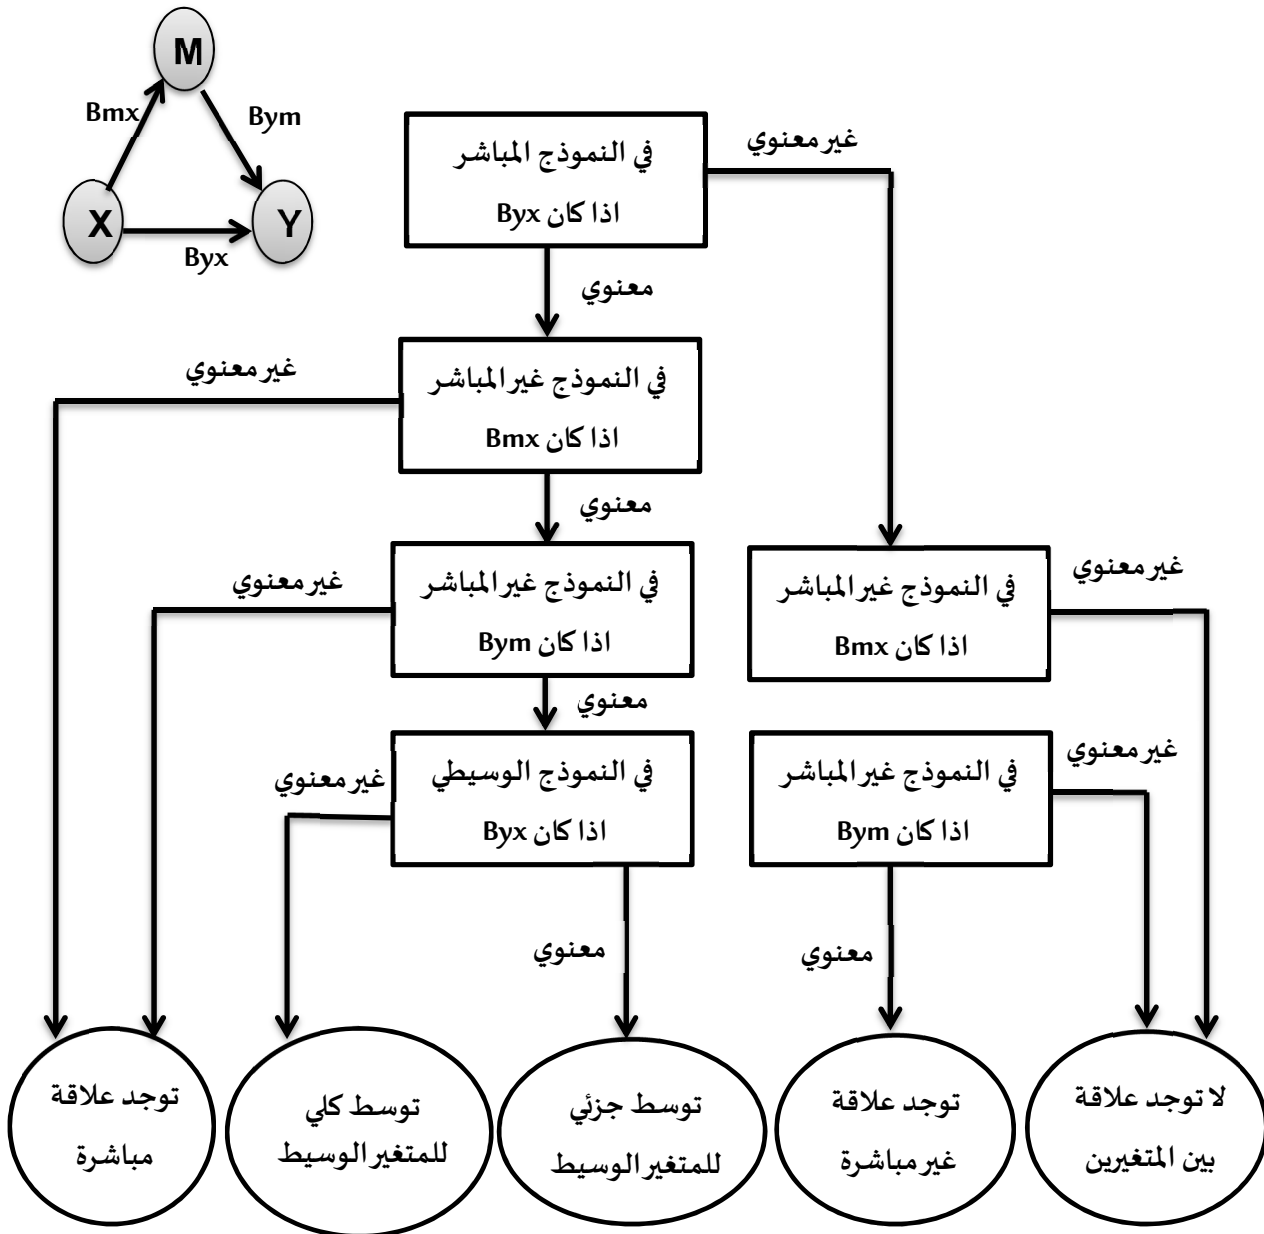 M
Bmx
Bym
X
Y
Byx
في النموذج المباشر
اذا كان Byx
غير معنوي
معنوي
في النموذج غير المباشر
اذا كان Bmx
غير معنوي
معنوي
في النموذج غير المباشر
اذا كان Bym
غير معنوي
معنوي
في النموذج غير المباشر
اذا كان Bmx
غير معنوي
في النموذج الوسيطي
اذا كان Byx
غير معنوي
معنوي
في النموذج غير المباشر
اذا كان Bym
غير معنوي
معنوي
لا توجد علاقة
بين المتغيرين
توجد علاقة
غير مباشرة
توسط جزئي
للمتغير الوسيط
توسط كلي
للمتغير الوسيط
توجد علاقة
مباشرة